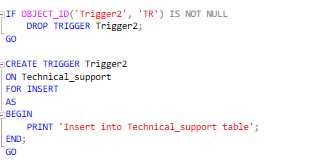 IF OBJECT_ID('Trigger2', 'TR') IS NOT NULL
DROP TRIGGER Trigger2;
GO
CREATE TRIGGER Trigger2
ON Technical_support
FOR INSERT
AS
BEGIN
PRINT 'Insert into Technical_support table';
END;
GO